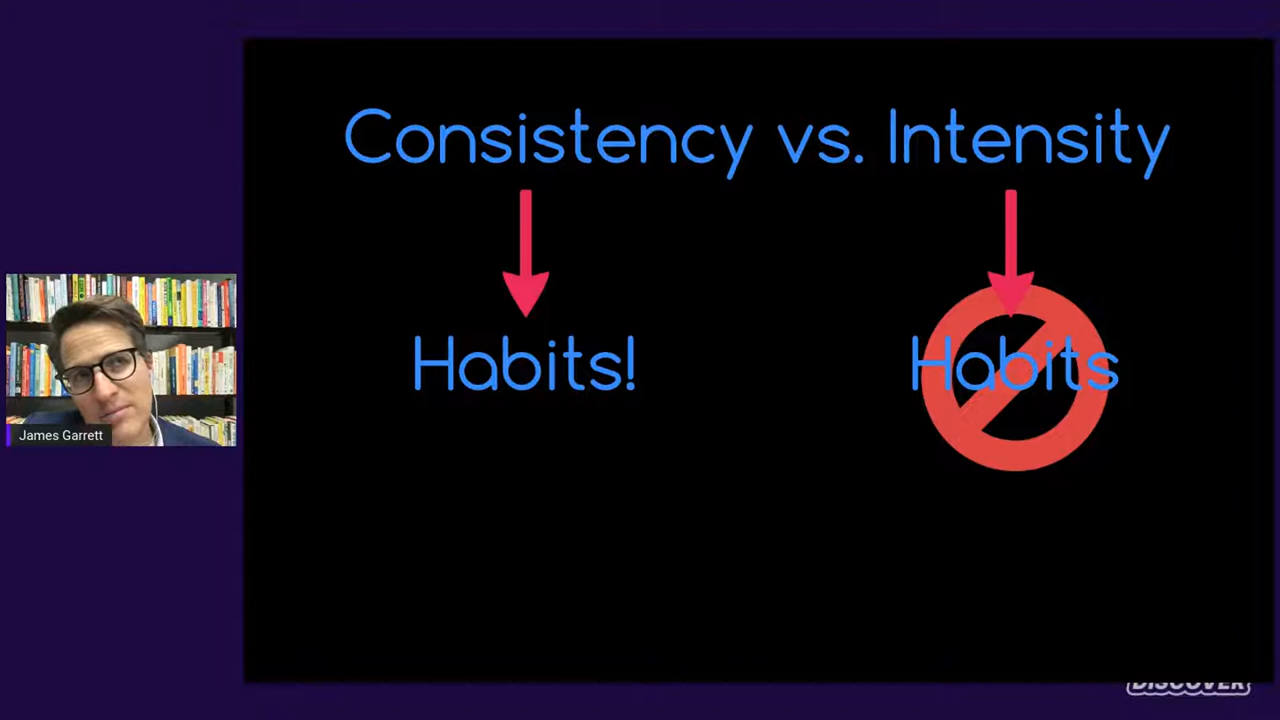 Consistency vs. Intensity
Habits!
Habits
James Garrett
DISCOVER